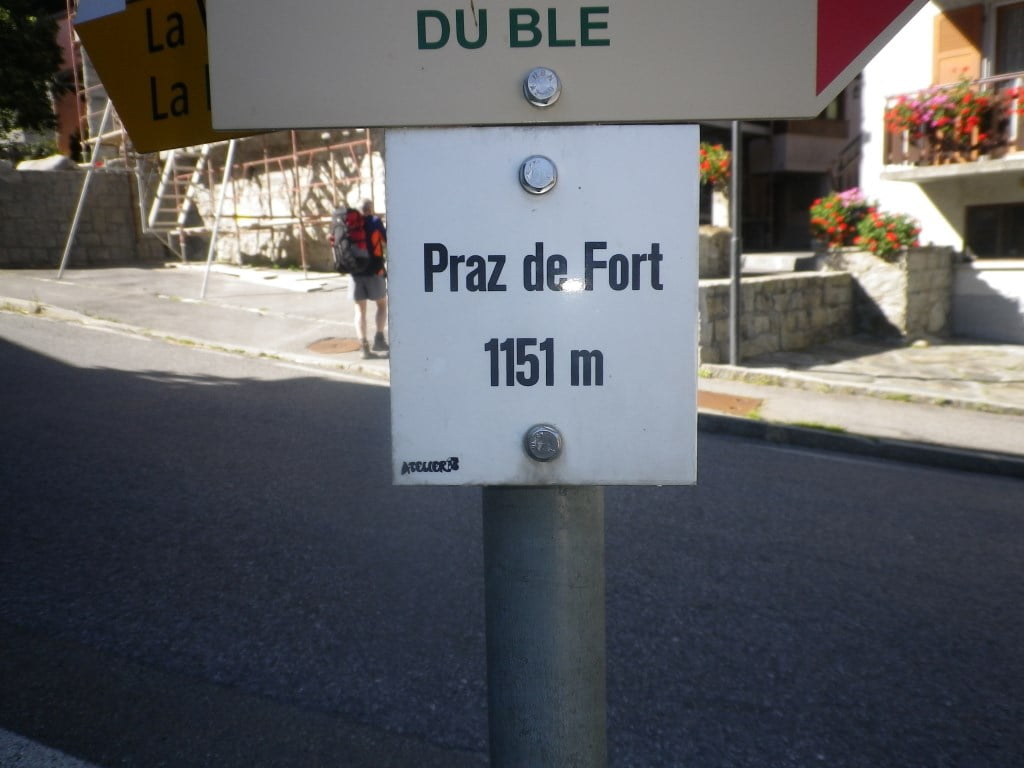 La
La
DU BLE
Praz de Fort
1151 m